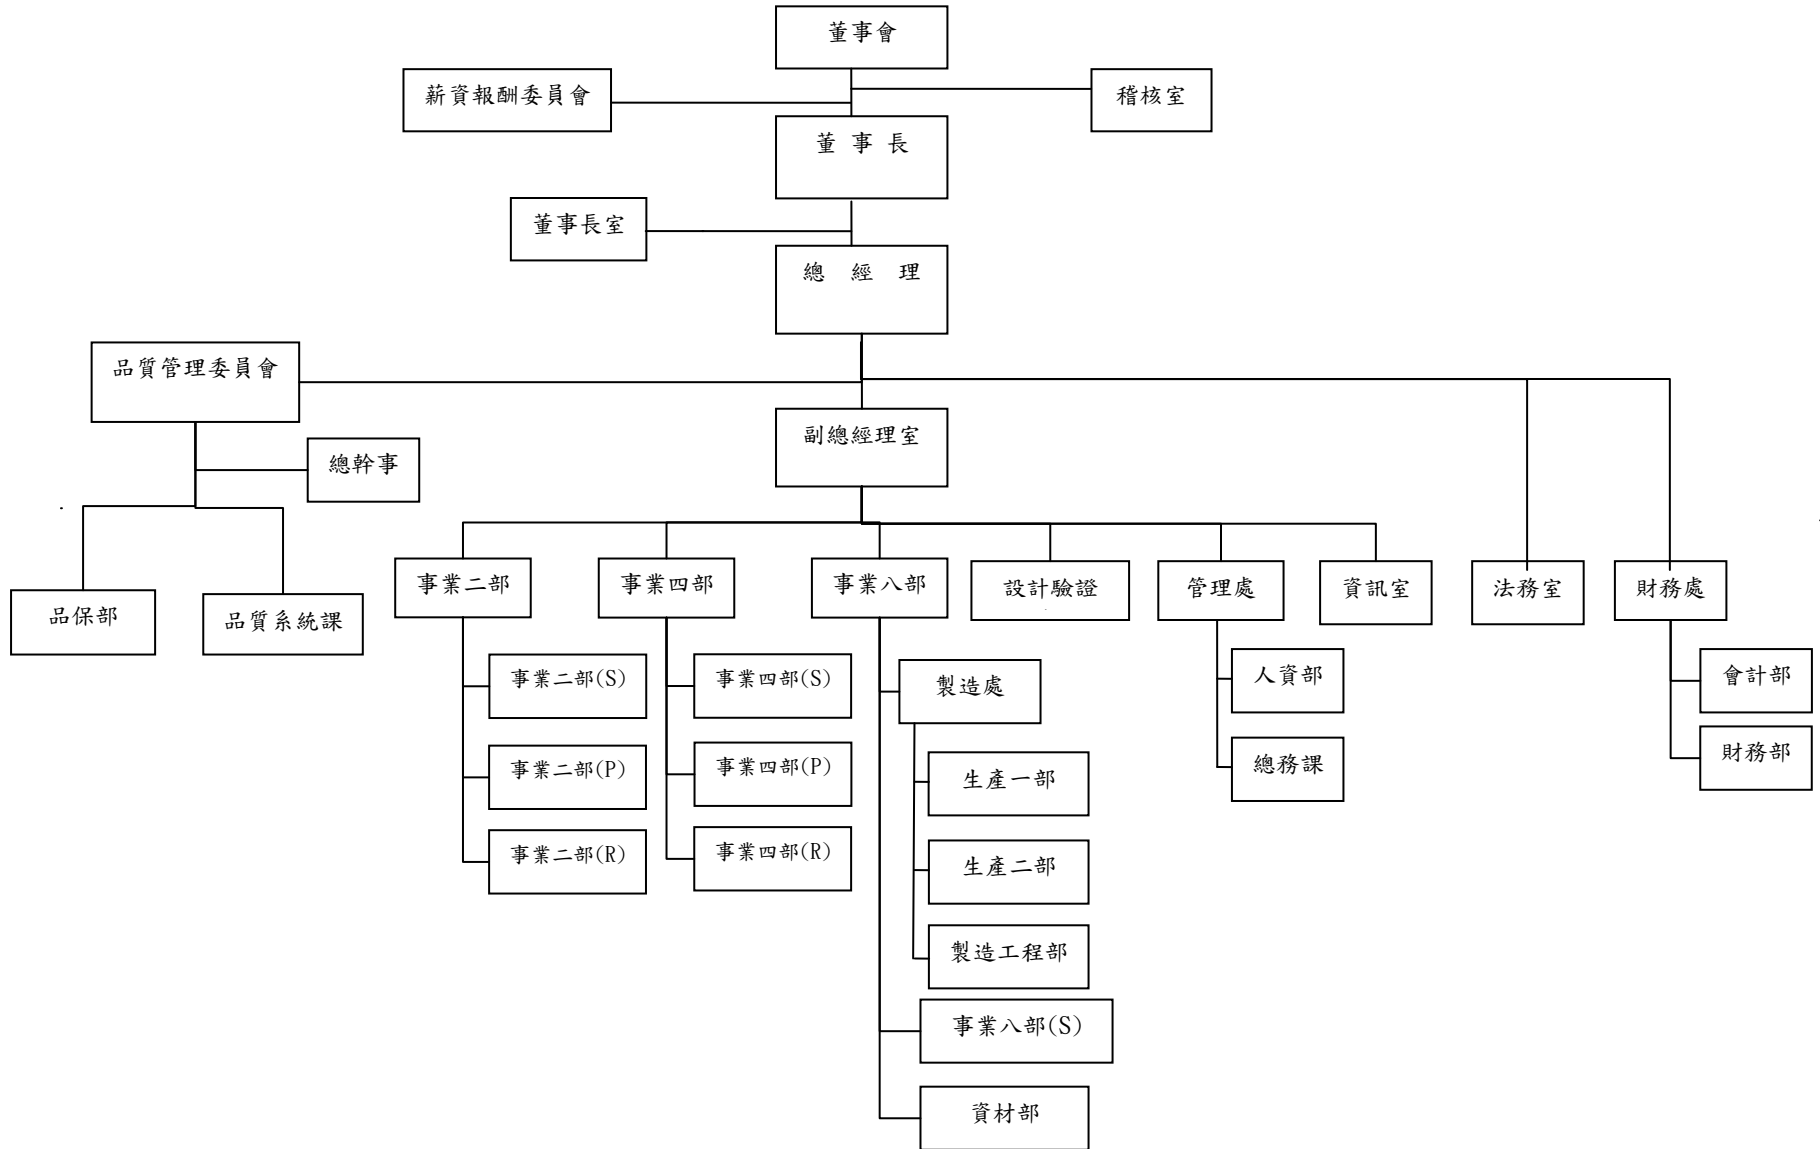 董事會
薪資報酬委員會
稽核室
董 事 長
董事長室
總 經 理
品質管理委員會
副總經理室
總幹事
事業二部
事業四部
事業八部
設計驗證
管理處
資訊室
法務室
財務處
品保部
品質系統課
事業二部(S)
事業四部(S)
製造處
人資部
會計部
事業二部(P)
事業四部(P)
生產一部
總務課
財務部
事業二部(R)
事業四部(R)
生產二部
製造工程部
事業八部(S)
資材部